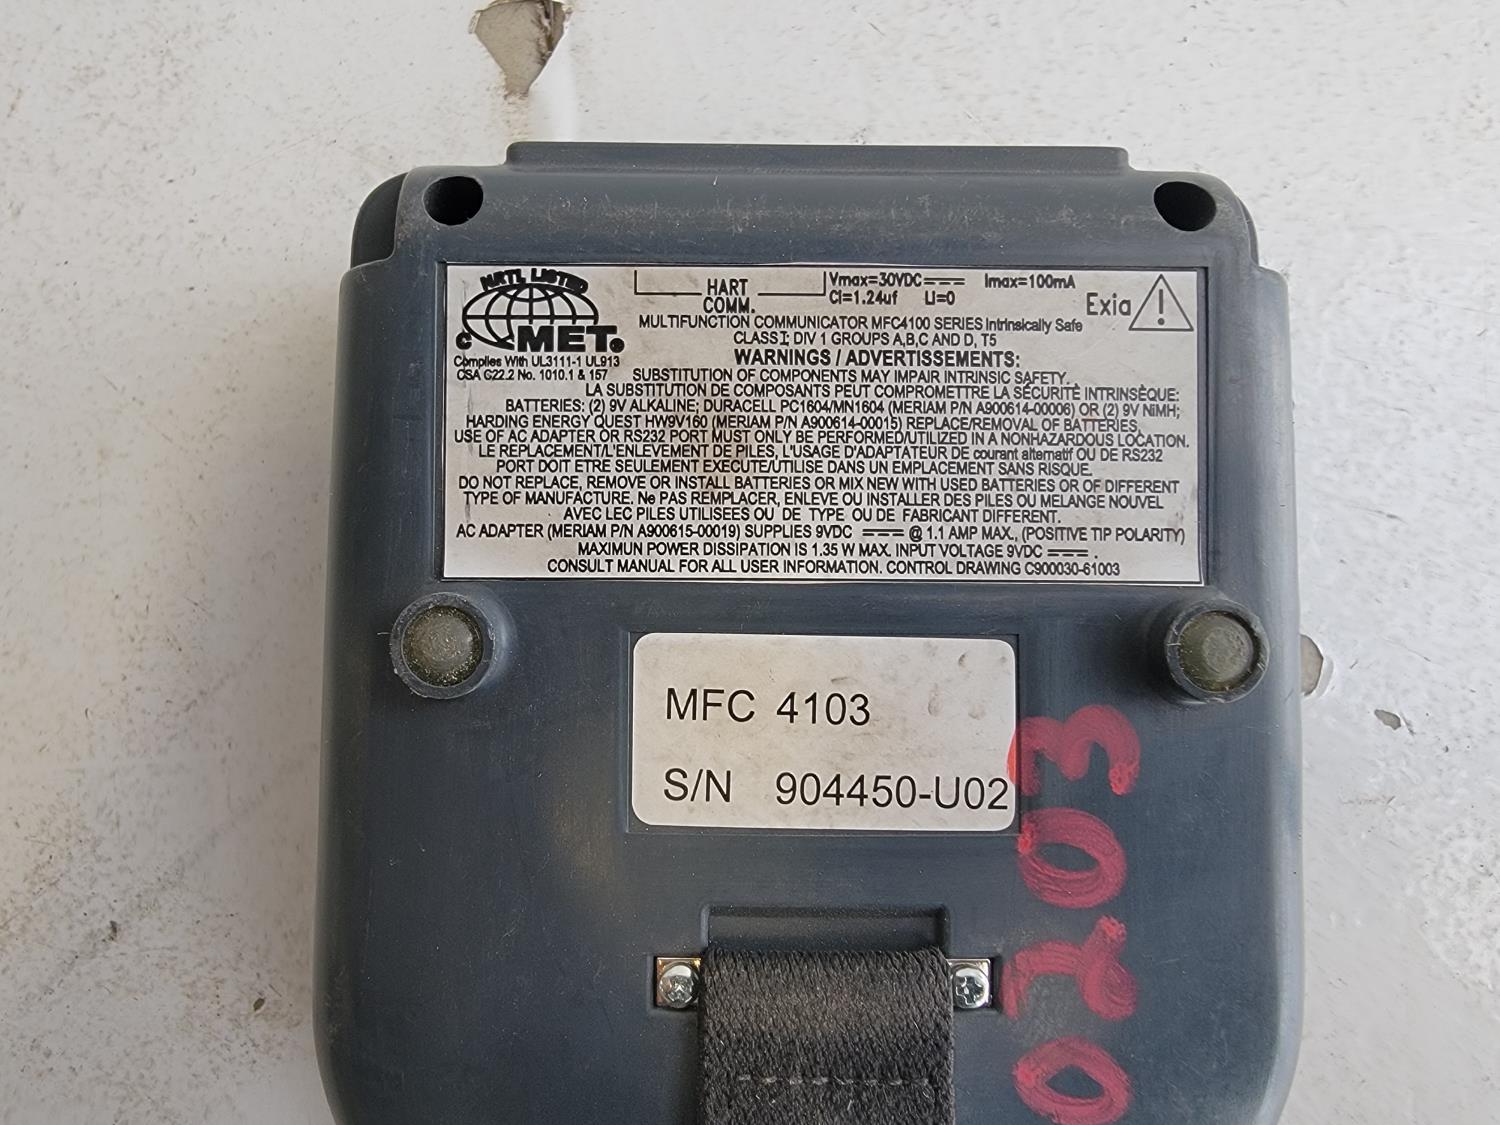 NRTL LISTED
C MET®
Complies With UL3111-1 UL913
CSA C22.2 No. 1010.1 & 157
HART
COMM.
Vmax=30VDC Imax=100mA
Ci=1.24uf Li=0
Exia
MULTIFUNCTION COMMUNICATOR MFC4100 SERIES Intrinsically Safe
CLASS I: DIV 1 GROUPS A,B,C AND D, T5
WARNINGS / ADVERTISSEMENTS:
SUBSTITUTION OF COMPONENTS MAY IMPAIR INTRINSIC SAFETY.
LA SUBSTITUTION DE COMPOSANTS PEUT COMPROMETTRE LA SÉCURITÈ INTRINSÈQUE:
BATTERIES: (2) 9V ALKALINE; DURACELL PC1604/MN1604 (MERIAM P/N A900614-00006) OR (2) 9V NiMH;
HARDING ENERGY QUEST HW9V160 (MERIAM P/N A900614-00015) REPLACE/REMOVAL OF BATTERIES,
USE OF AC ADAPTER OR RS232 PORT MUST ONLY BE PERFORMED/UTILIZED IN A NONHAZARDOUS LOCATION.
LE REPLACEMENT/L'ENLEVEMENT DE PILES, L'USAGE D'ADAPTATEUR DE courant alternatif OU DE RS232
PORT DOIT ETRE SEULEMENT EXECUTE/UTILISE DANS UN EMPLACEMENT SANS RISQUE.
DO NOT REPLACE, REMOVE OR INSTALL BATTERIES OR MIX NEW WITH USED BATTERIES OR OF DIFFERENT
TYPE OF MANUFACTURE. Ne PAS REMPLACER, ENLEVE OU INSTALLER DES PILES OU MELANGE NOUVEL
AVEC LEC PILES UTILISEES OU DE TYPE OU DE FABRICANT DIFFERENT.
AC ADAPTER (MERIAM P/N A900615-00019) SUPPLIES 9VDC @ 1.1 AMP MAX., (POSITIVE TIP POLARITY)
MAXIMUN POWER DISSIPATION IS 1.35 W MAX. INPUT VOLTAGE 9VDC .
CONSULT MANUAL FOR ALL USER INFORMATION. CONTROL DRAWING C900030-61003
MFC 4103
S/N 904450-U02
0203